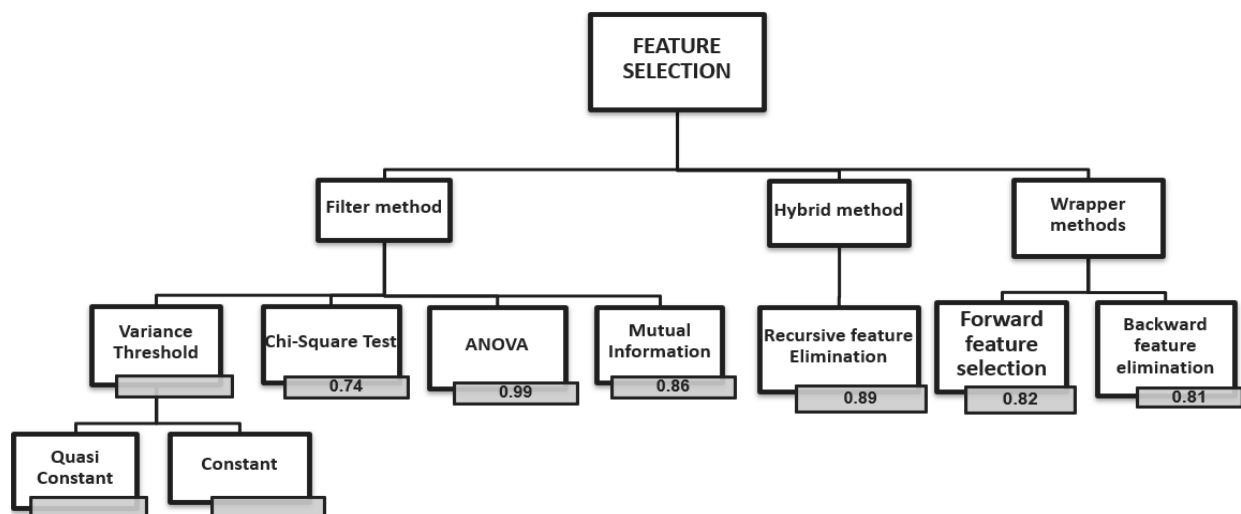 FEATURE
SELECTION
Filter method
Hybrid method
Wrapper
methods
Variance
Threshold
Chi-Square Test
0.74
ANOVA
0.99
Mutual
Information
0.86
Recursive feature
Elimination
0.89
Forward
feature
selection
0.82
Backward
feature
elimination
0.81
Quasi
Constant
Constant